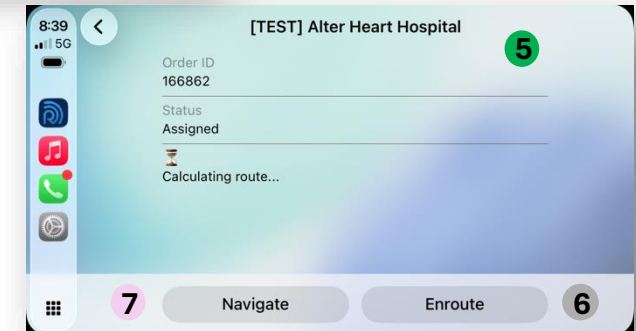 8:39
5G
[TEST] Alter Heart Hospital
5
Order ID
166862
Status
Assigned
Calculating route...
7
Navigate
Enroute
6